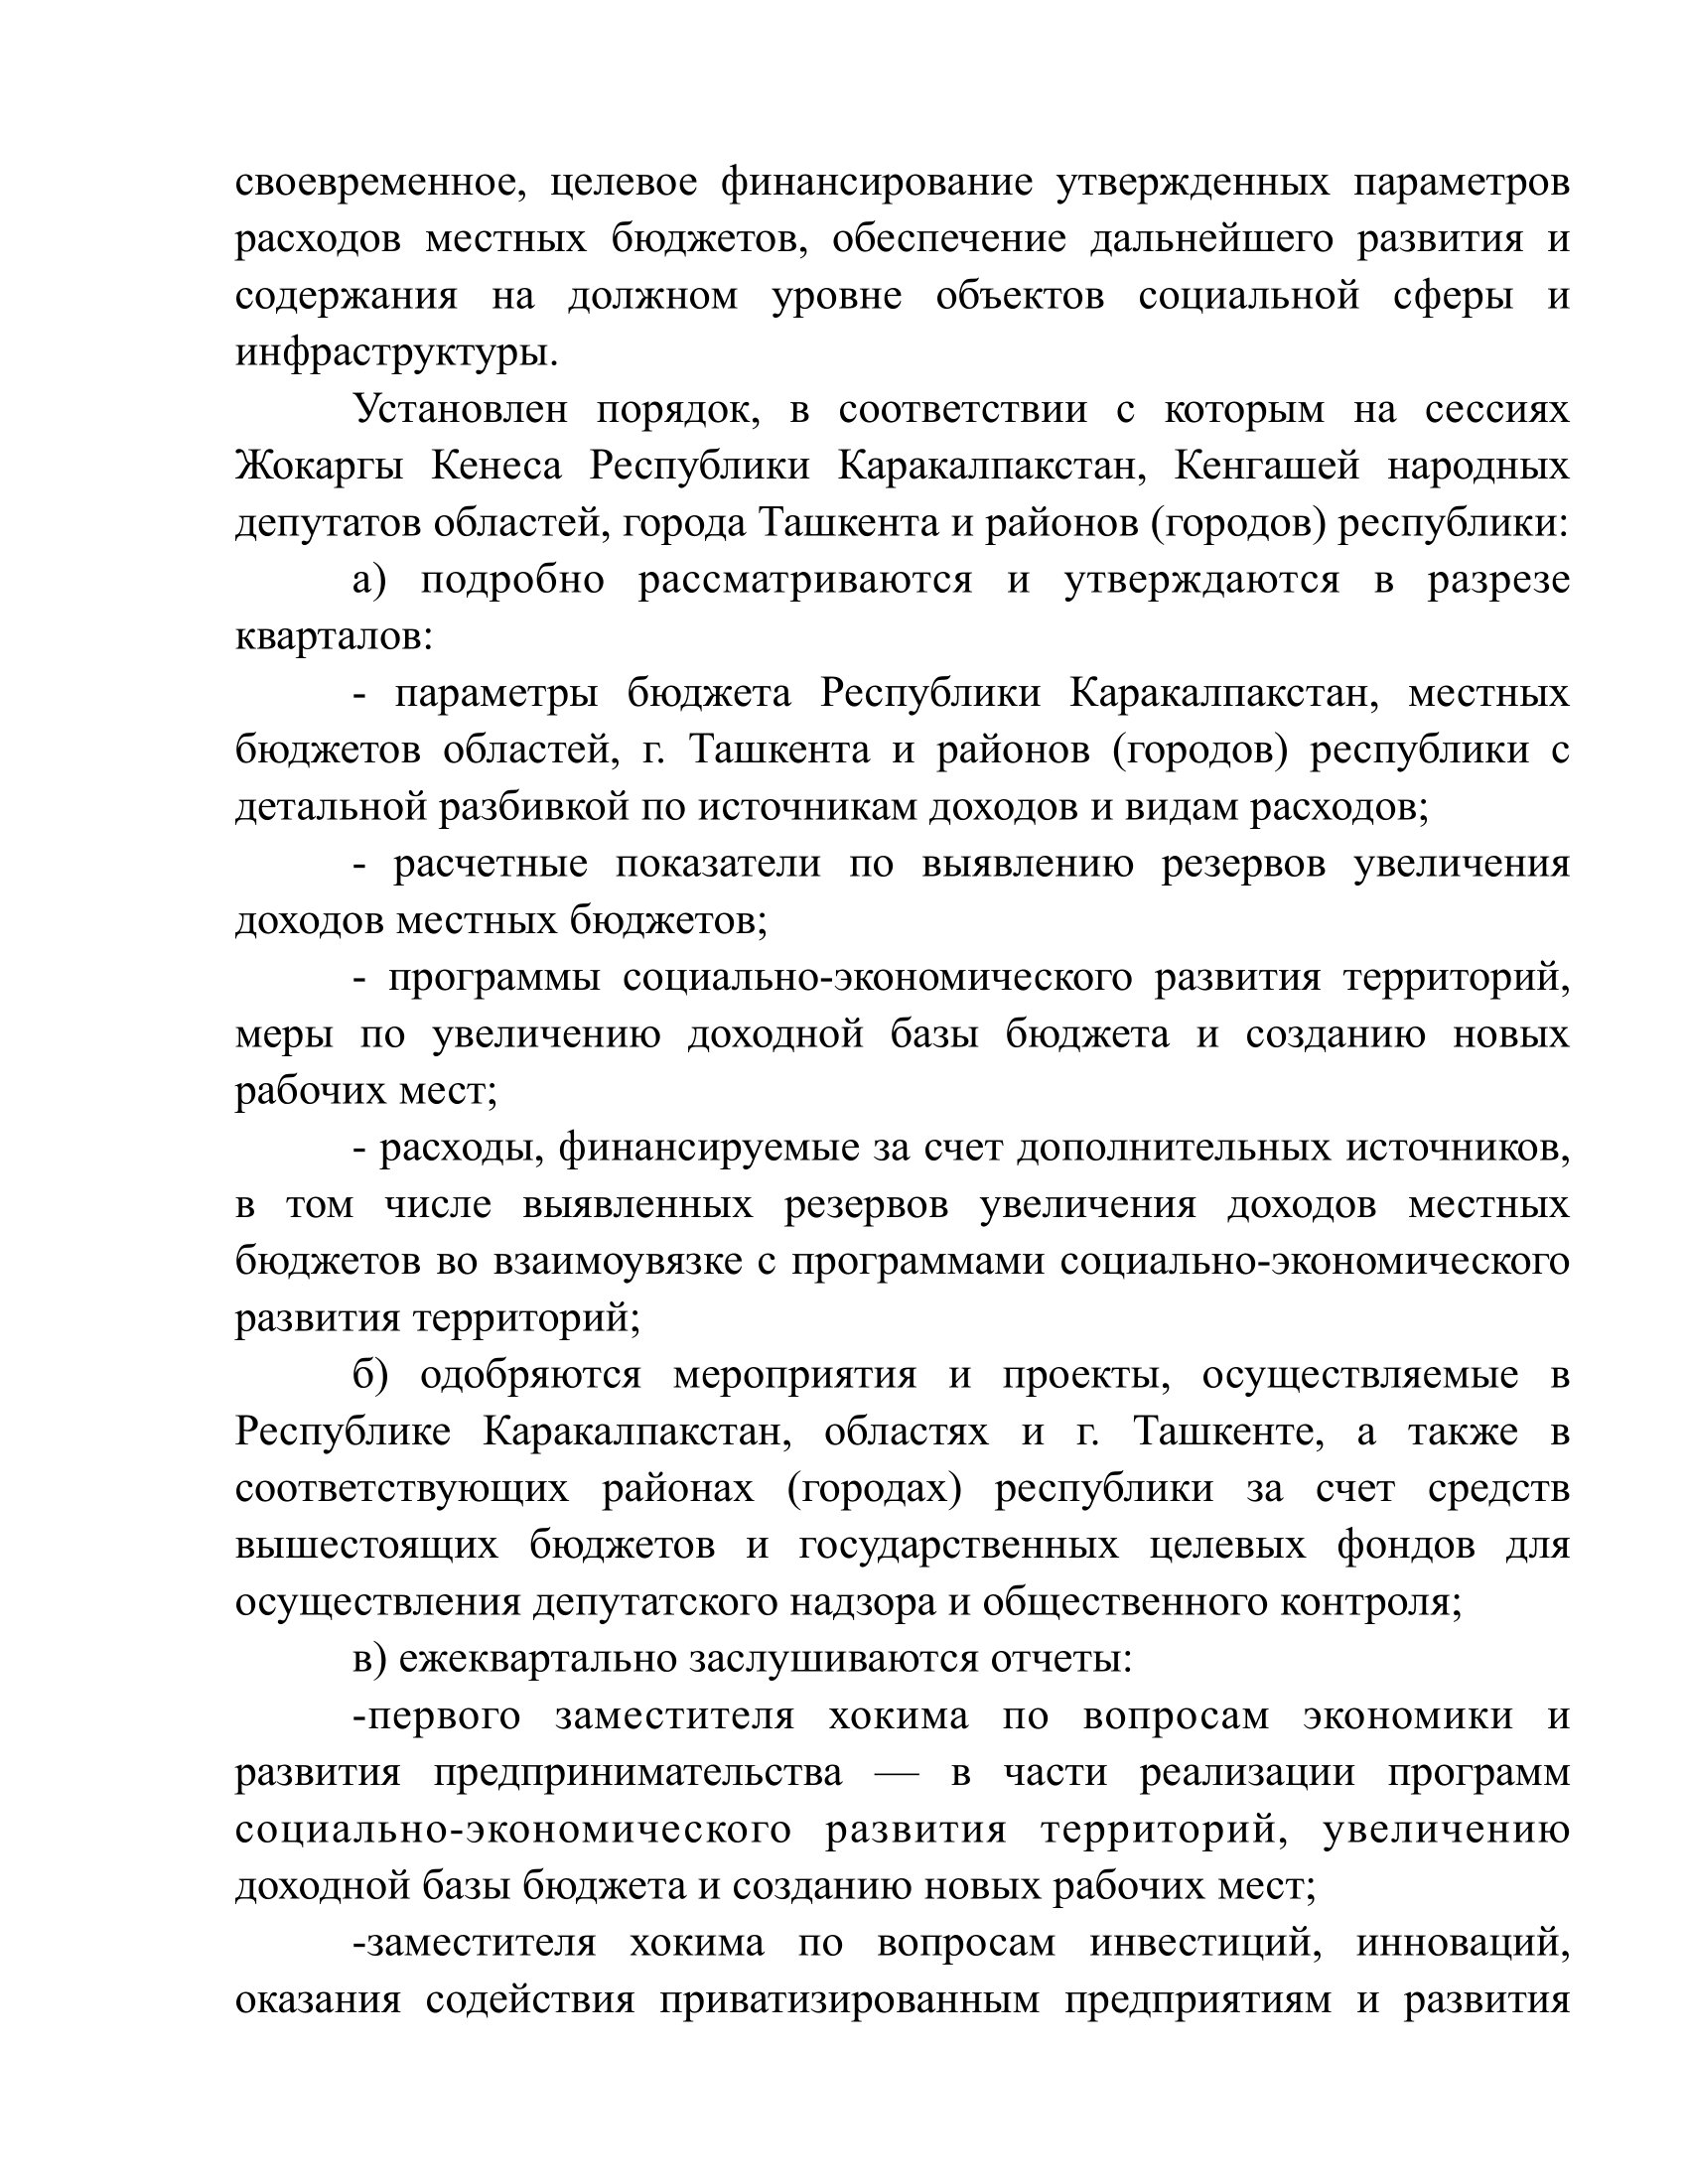 своевременное, целевое финансирование утвержденных параметров
расходов местных бюджетов, обеспечение дальнейшего развития и
содержания на должном уровне объектов социальной сферы и
инфраструктуры.
Установлен порядок, в соответствии с которым на сессиях
Жокаргы Кенеса Республики Каракалпакстан, Кенгашей народных
депутатов областей, города Ташкента и районов (городов) республики:
а) подробно рассматриваются и утверждаются в разрезе
кварталов:
- параметры бюджета Республики Каракалпакстан, местных
бюджетов областей, г. Ташкента и районов (городов) республики с
детальной разбивкой по источникам доходов и видам расходов;
- расчетные показатели по выявлению резервов увеличения
доходов местных бюджетов;
- программы социально-экономического развития территорий,
меры по увеличению доходной базы бюджета и созданию новых
рабочих мест;
- расходы, финансируемые за счет дополнительных источников,
в том числе выявленных резервов увеличения доходов местных
бюджетов во взаимоувязке с программами социально-экономического
развития территорий;
б) одобряются мероприятия и проекты, осуществляемые в
Республике Каракалпакстан, областях и г. Ташкенте, а также в
соответствующих районах (городах) республики за счет средств
вышестоящих бюджетов и государственных целевых фондов для
осуществления депутатского надзора и общественного контроля;
в) ежеквартально заслушиваются отчеты:
-первого заместителя хокима по вопросам экономики и
развития предпринимательства — в части реализации программ
социально-экономического развития территорий, увеличению
доходной базы бюджета и созданию новых рабочих мест;
-заместителя хокима по вопросам инвестиций, инноваций,
оказания содействия приватизированным предприятиям и развития